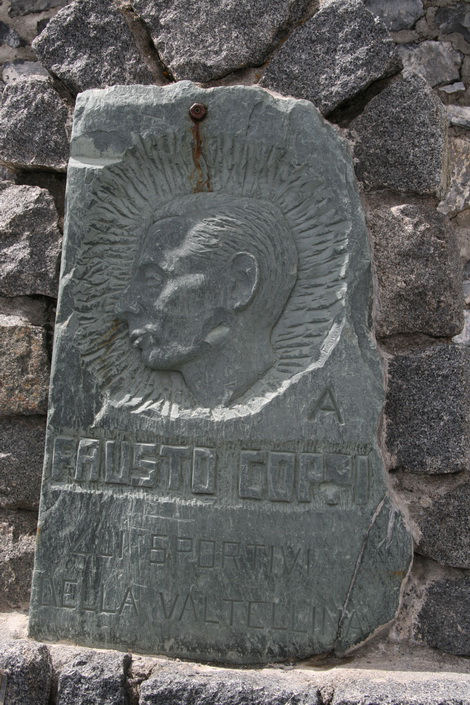 A
FAUSTO COPPI
GLI SPORTIVI
DELLA VALTELLINA